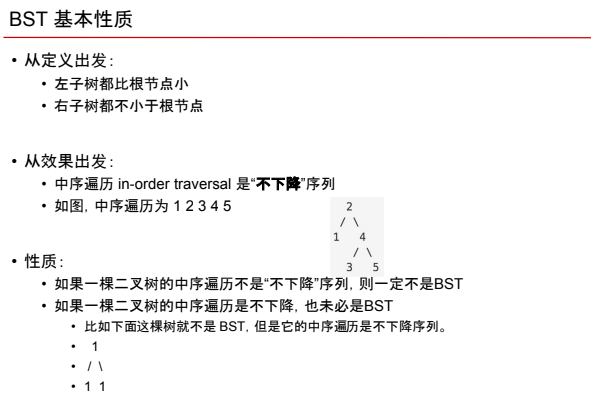 BST 基本性质
• 从定义出发:
• 左子树都比根节点小
• 右子树都不小于根节点
• 从效果出发:
• 中序遍历 in-order traversal 是“不下降”序列
• 如图, 中序遍历为 1 2 3 4 5
2
/ \
1 4
/ \
3 5
• 性质:
• 如果一棵二叉树的中序遍历不是“不下降”序列, 则一定不是BST
• 如果一棵二叉树的中序遍历是不下降, 也未必是BST
• 比如下面这棵树就不是 BST, 但是它的中序遍历是不下降序列。
• 1
• / \
• 1 1